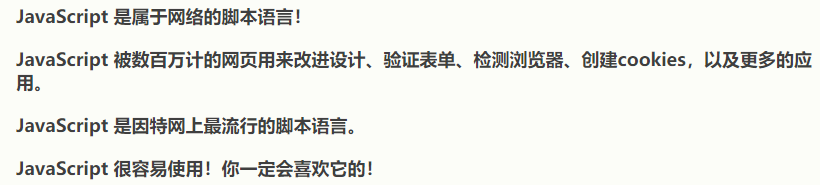 JavaScript 是属于网络的脚本语言！
JavaScript 被数百万计的网页用来改进设计、验证表单、检测浏览器、创建cookies，以及更多的应
用。
JavaScript 是因特网上最流行的脚本语言。
JavaScript 很容易使用！你一定会喜欢它的！